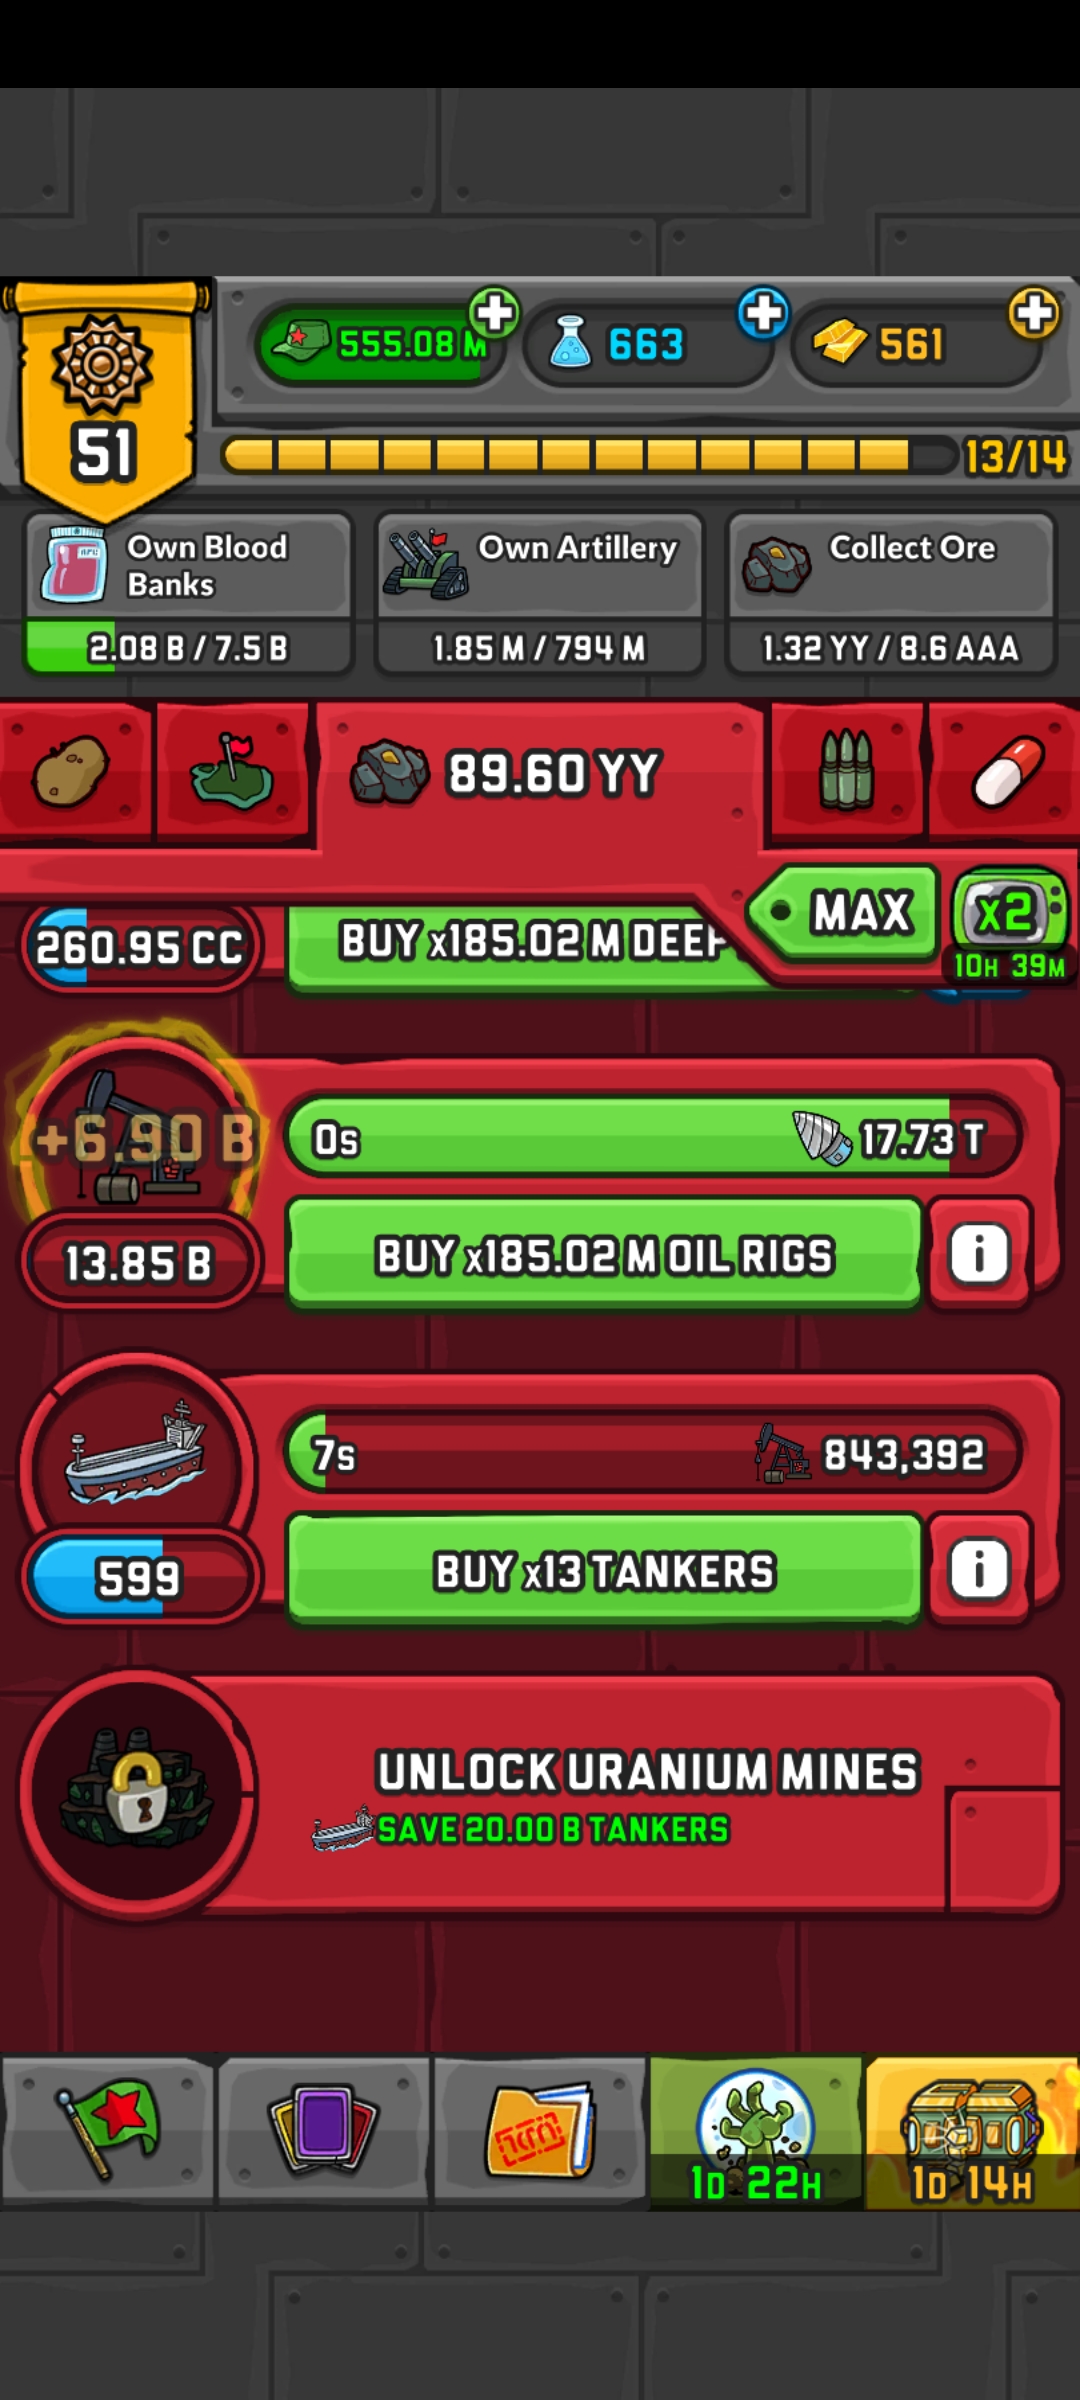 555.08 M
663
561
51
13/14
Own Blood
Banks
2.08 B / 7.5 B
Own Artillery
1.85 M / 794 M
Collect Ore
1.32 YY / 8.6 AAA
89.60 YY
MAX
x2
10H 39M
260.95 CC
BUY x185.02 M DEEP
+6.90 B
0s
17.73 T
13.85 B
BUY x185.02 M OIL RIGS
i
7s
843,392
599
BUY x13 TANKERS
i
UNLOCK URANIUM MINES
SAVE 20.00 B TANKERS
1D 22H
1D 14H